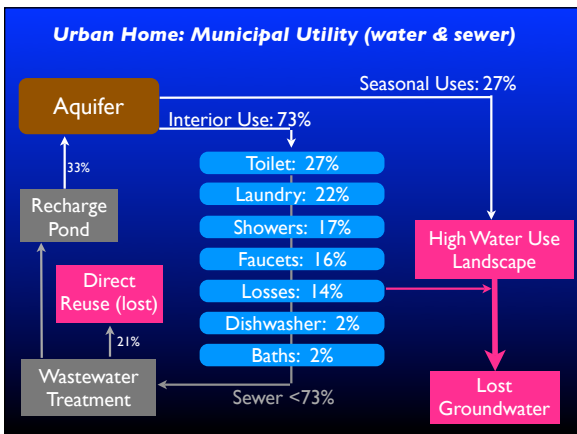 Urban Home: Municipal Utility (water & sewer)
Seasonal Uses: 27%
Aquifer
Interior Use: 73%
Toilet: 27%
33%
Laundry: 22%
Recharge
Pond
Showers: 17%
High Water Use
Landscape
Faucets: 16%
Direct
Reuse (lost)
Losses: 14%
Dishwasher: 2%
21%
Baths: 2%
Wastewater
Treatment
Sewer <73%
Lost
Groundwater